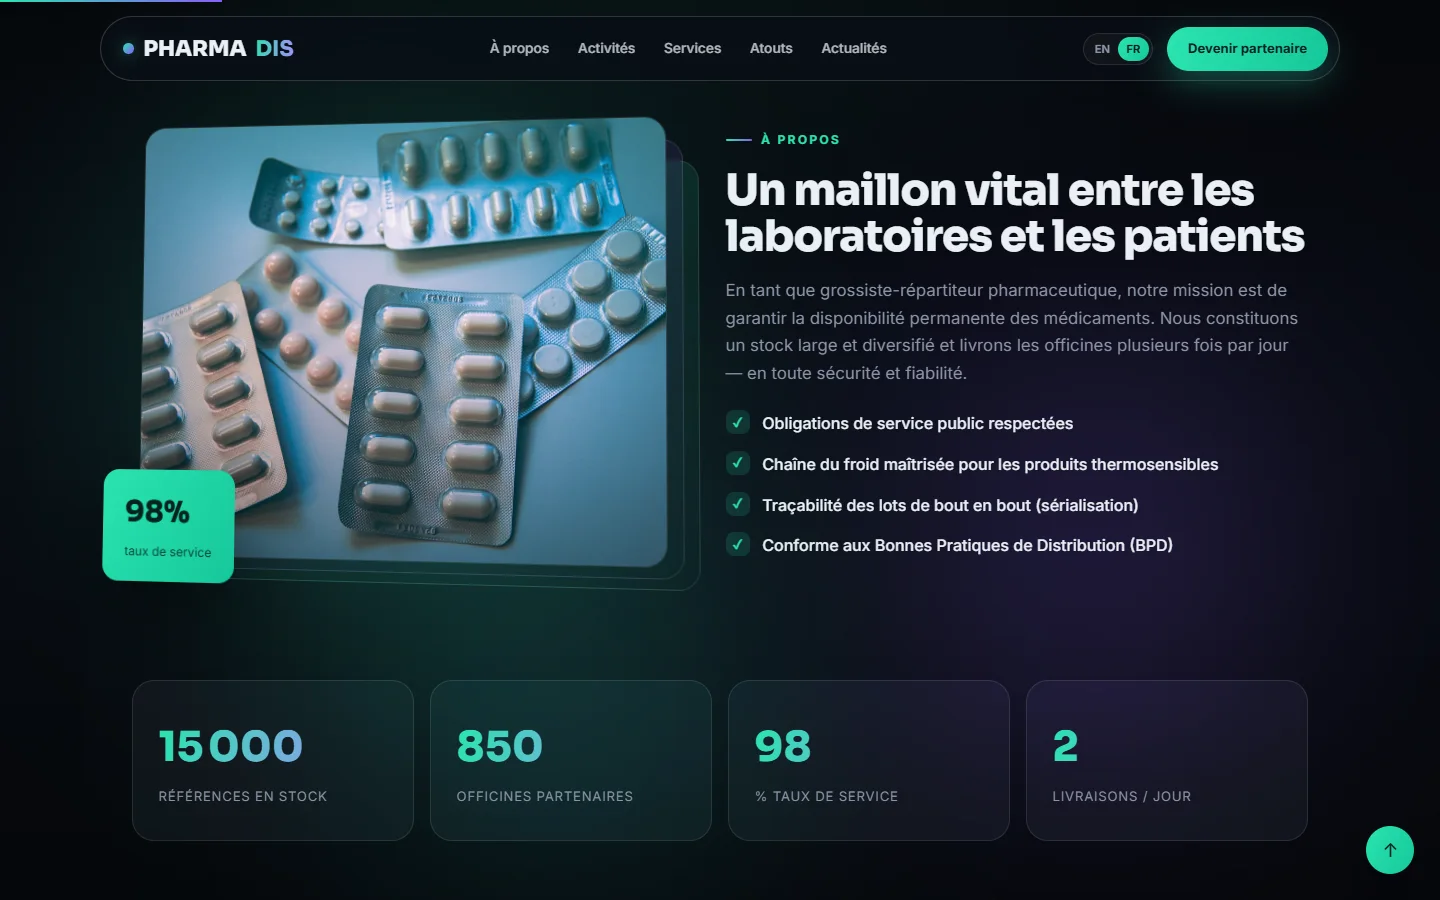 PHARMA DIS
À propos
Activités
Services
Atouts
Actualités
EN
FR
Devenir partenaire
À PROPOS
Un maillon vital entre les
laboratoires et les patients
En tant que grossiste-répartiteur pharmaceutique, notre mission est de
garantir la disponibilité permanente des médicaments. Nous constituons
un stock large et diversifié et livrons les officines plusieurs fois par jour
— en toute sécurité et fiabilité.
✓ Obligations de service public respectées
✓ Chaîne du froid maîtrisée pour les produits thermosensibles
✓ Traçabilité des lots de bout en bout (sérialisation)
✓ Conforme aux Bonnes Pratiques de Distribution (BPD)
98%
taux de service
15 000
RÉFÉRENCES EN STOCK
850
OFFICINES PARTENAIRES
98
% TAUX DE SERVICE
2
LIVRAISONS / JOUR
↑